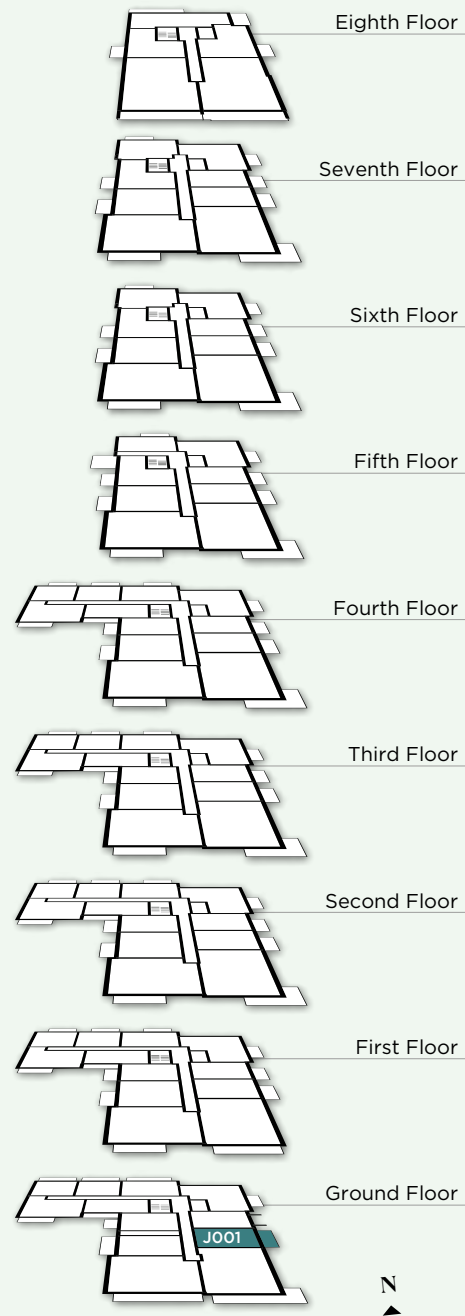 Eighth Floor
Seventh Floor
Sixth Floor
Fifth Floor
Fourth Floor
Third Floor
Second Floor
First Floor
Ground Floor
J001
N